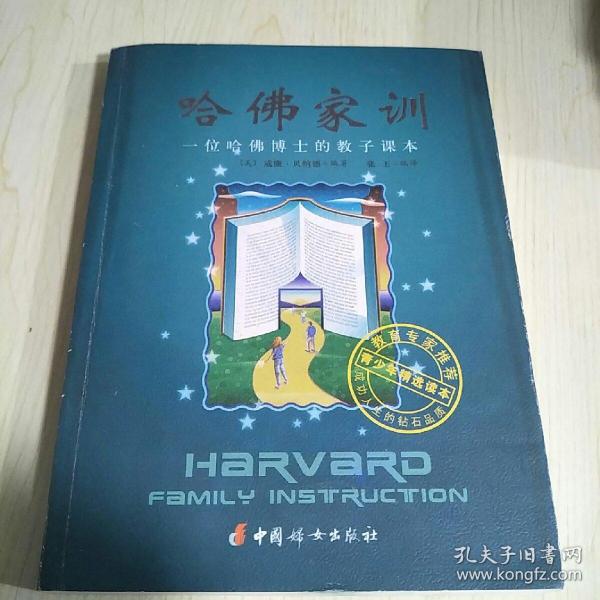 哈佛家训
一位哈佛博士的教子课本
〔美〕威廉·贝纳德·编著 张玉·编译
教育专家推荐
青少年精选读本
成功人生的钻石品质
HARVARD
FAMILY INSTRUCTION
中国妇女出版社
孔夫子旧书网
www.kongfz.com